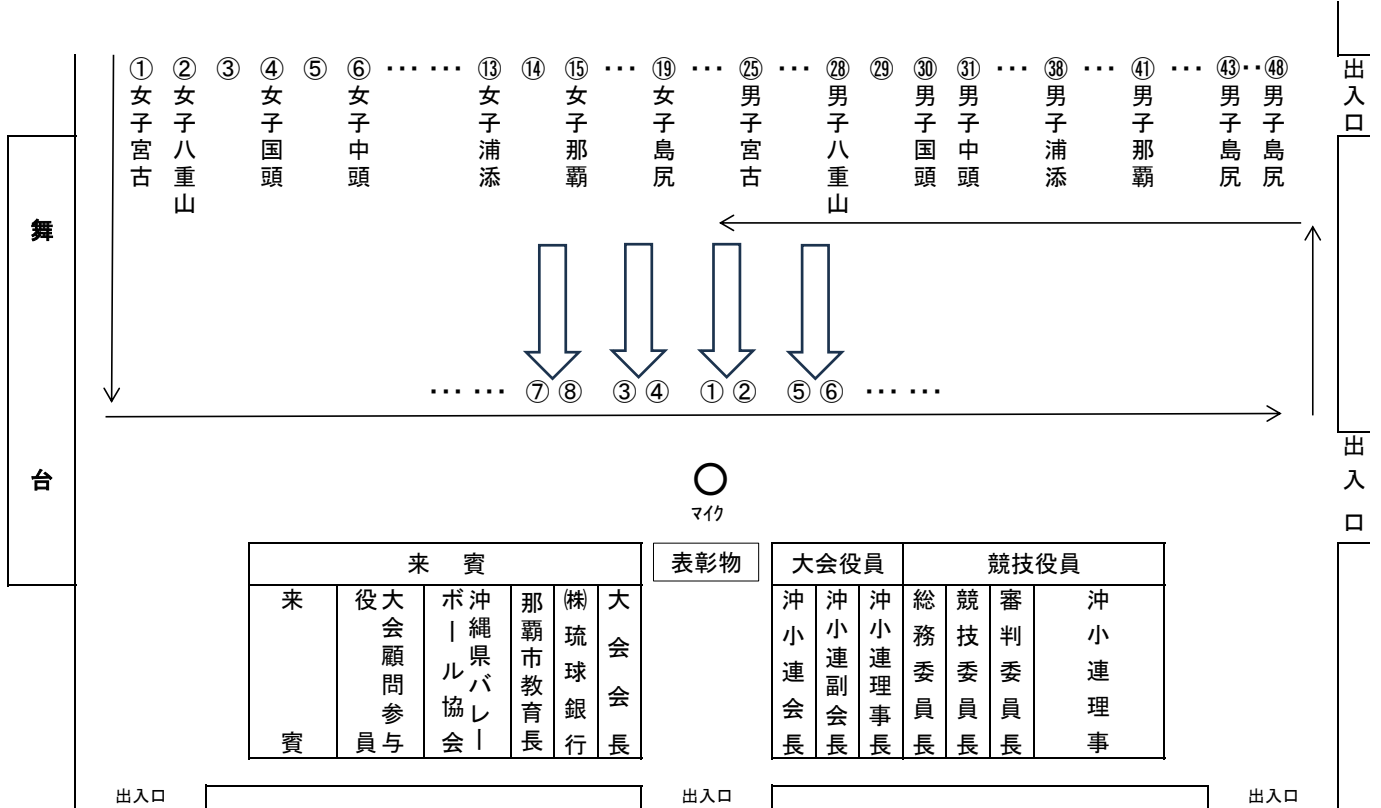 ① ② ③ ④ ⑤ ⑥ ・・・ ・・・ ⑬ ⑭ ⑮ ・・・ ⑲ ・・・ ㉕ ・・・ ㉘ ㉙ ㉚ ㉛ ・・・ ㊳ ・・・ ㊶ ・・・ ㊸・・㊽
女子宮古
女子八重山
女子国頭
女子中頭
女子浦添
女子那覇
女子島尻
男子宮古
男子八重山
男子国頭
男子中頭
男子浦添
男子那覇
男子島尻
男子島尻
出入口
舞台
・・・ ・・・ ⑦⑧ ③④ ①② ⑤⑥ ・・・ ・・・
出入口
マイク
来賓
表彰物
大会役員
競技役員
来賓
大会顧問参与
役員
沖縄県バレー
ボール協会
那覇市教育長
㈱琉球銀行
大会会長
沖小連会長
沖小連副会長
沖小連理事長
総務委員長
競技委員長
審判委員長
沖小連理事
出入口
出入口
出入口